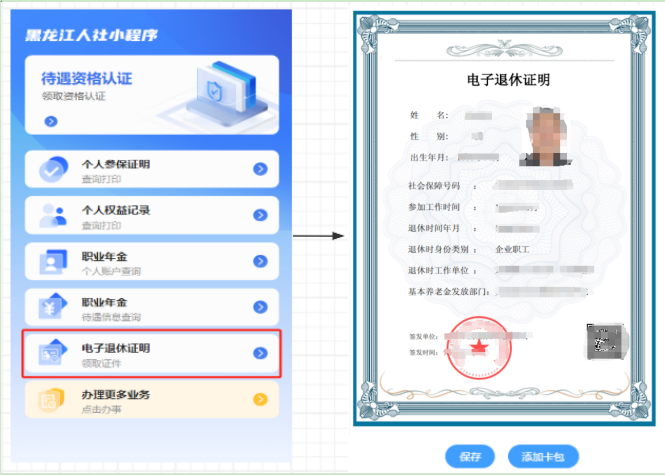 黑龙江人社小程序
待遇资格认证
领取资格认证
个人参保证明
查询打印
个人权益记录
查询打印
职业年金
个人账户查询
职业年金
待遇信息查询
电子退休证明
领取证件
办理更多业务
点击办事
电子退休证明
姓 名:
性 别:
出生年月:
社会保障号码 :
参加工作时间 :
退休时间年月 :
退休时身份类别 : 企业职工
退休时工作单位 :
基本养老金发放部门:
签发单位:
签发时间:
保存
添加卡包